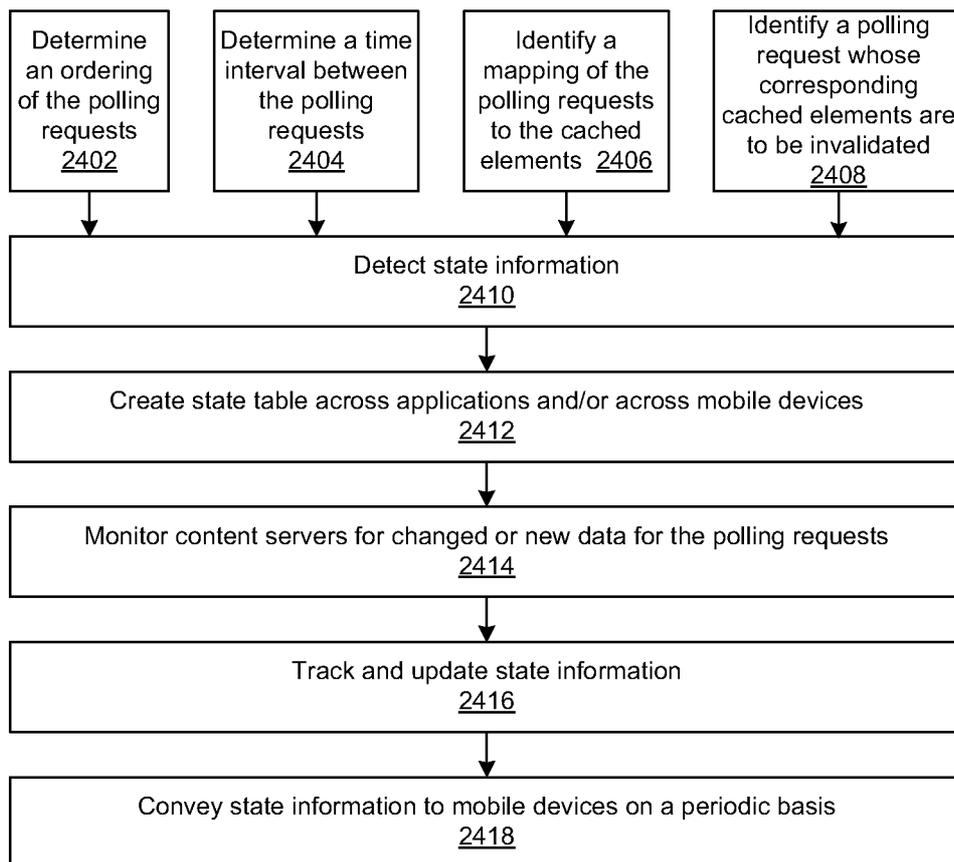 Determine
an ordering
of the polling
requests
2402
Determine a time
interval between
the polling
requests
2404
Identify a
mapping of the
polling requests
to the cached
elements 2406
Identify a polling
request whose
corresponding
cached elements are
to be invalidated
2408
Detect state information
2410
Create state table across applications and/or across mobile devices
2412
Monitor content servers for changed or new data for the polling requests
2414
Track and update state information
2416
Convey state information to mobile devices on a periodic basis
2418